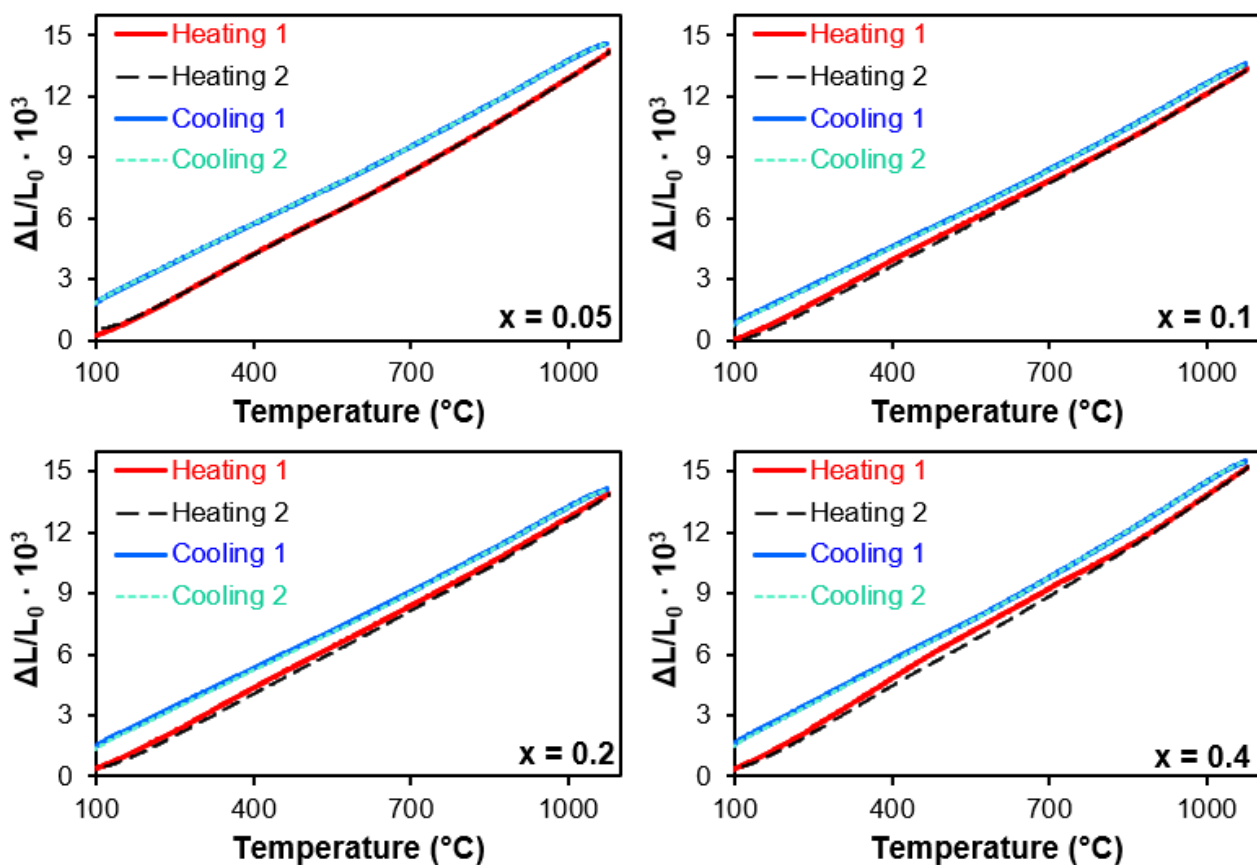 15
12
9
6
3
0
ΔL/L₀ · 10³
Heating 1
Heating 2
Cooling 1
Cooling 2
x = 0.05
100 400 700 1000
Temperature (°C)
15
12
9
6
3
0
ΔL/L₀ · 10³
Heating 1
Heating 2
Cooling 1
Cooling 2
x = 0.1
100 400 700 1000
Temperature (°C)
15
12
9
6
3
0
ΔL/L₀ · 10³
Heating 1
Heating 2
Cooling 1
Cooling 2
x = 0.2
100 400 700 1000
Temperature (°C)
15
12
9
6
3
0
ΔL/L₀ · 10³
Heating 1
Heating 2
Cooling 1
Cooling 2
x = 0.4
100 400 700 1000
Temperature (°C)